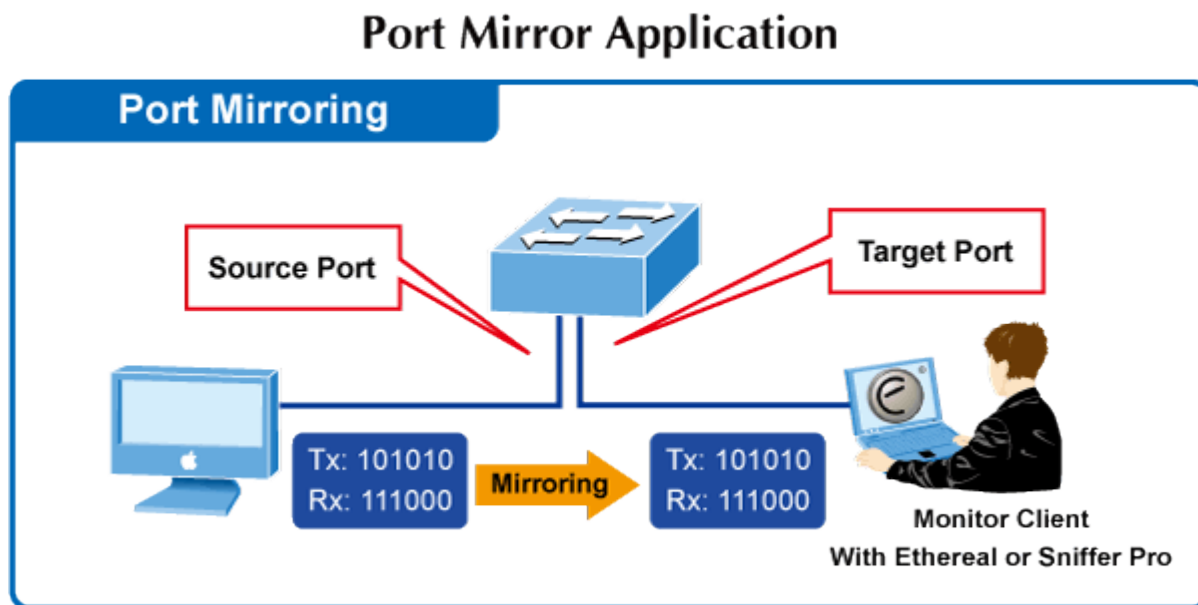 Port Mirror Application
Port Mirroring
Source Port
Target Port
Tx: 101010
Rx: 111000
Mirroring
Tx: 101010
Rx: 111000
Monitor Client
With Ethereal or Sniffer Pro